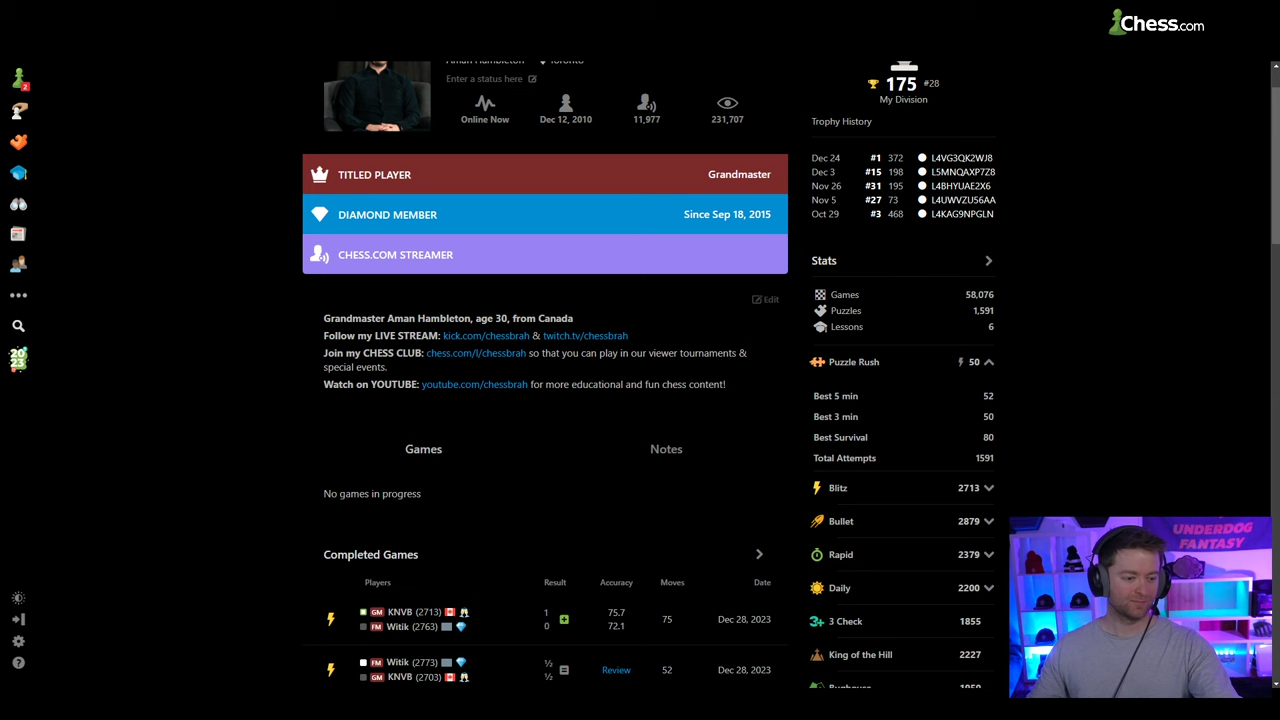 Chess.com
2
Aman Hambleton Toronto
Enter a status here
Online Now
Dec 12, 2010
11,977
231,707
TITLED PLAYER Grandmaster
DIAMOND MEMBER Since Sep 18, 2015
CHESS.COM STREAMER
Edit
Grandmaster Aman Hambleton, age 30, from Canada
Follow my LIVE STREAM: kick.com/chessbrah & twitch.tv/chessbrah
Join my CHESS CLUB: chess.com/l/chessbrah so that you can play in our viewer tournaments &
special events.
Watch on YOUTUBE: youtube.com/chessbrah for more educational and fun chess content!
Games Notes
No games in progress
Completed Games
Players Result Accuracy Moves Date
GM KNVB (2713) 1 75.7 75 Dec 28, 2023
FM Witik (2763) 0 72.1
FM Witik (2773) ½ Review 52 Dec 28, 2023
GM KNVB (2703) ½
175 #28
My Division
Trophy History
Dec 24 #1 372 L4VG3QK2WJ8
Dec 3 #15 198 L5MNQAXP7Z8
Nov 26 #31 195 L4BHYUAE2X6
Nov 5 #27 73 L4UWVZU56AA
Oct 29 #3 468 L4KAG9NPGLN
Stats
Games 58,076
Puzzles 1,591
Lessons 6
Puzzle Rush 50
Best 5 min 52
Best 3 min 50
Best Survival 80
Total Attempts 1591
Blitz 2713
Bullet 2879
Rapid 2379
Daily 2200
3 Check 1855
King of the Hill 2227
Bughouse 1959
2023
UNDERDOG
FANTASY